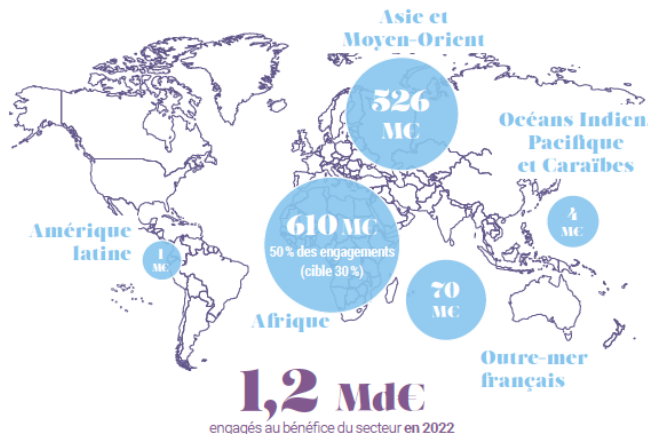 Asie et
Moyen-Orient
526
M€
Océans Indien,
Pacifique
et Caraïbes
4
M€
Amérique
latine
1
M€
610 M€
50 % des engagements
(cible 30 %)
Afrique
70
M€
Outre-mer
français
1,2 Md€
engagés au bénéfice du secteur en 2022